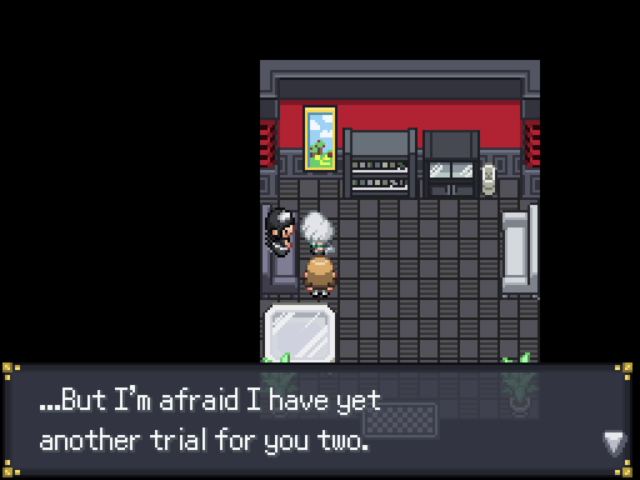 ...But I'm afraid I have yet
another trial for you two.